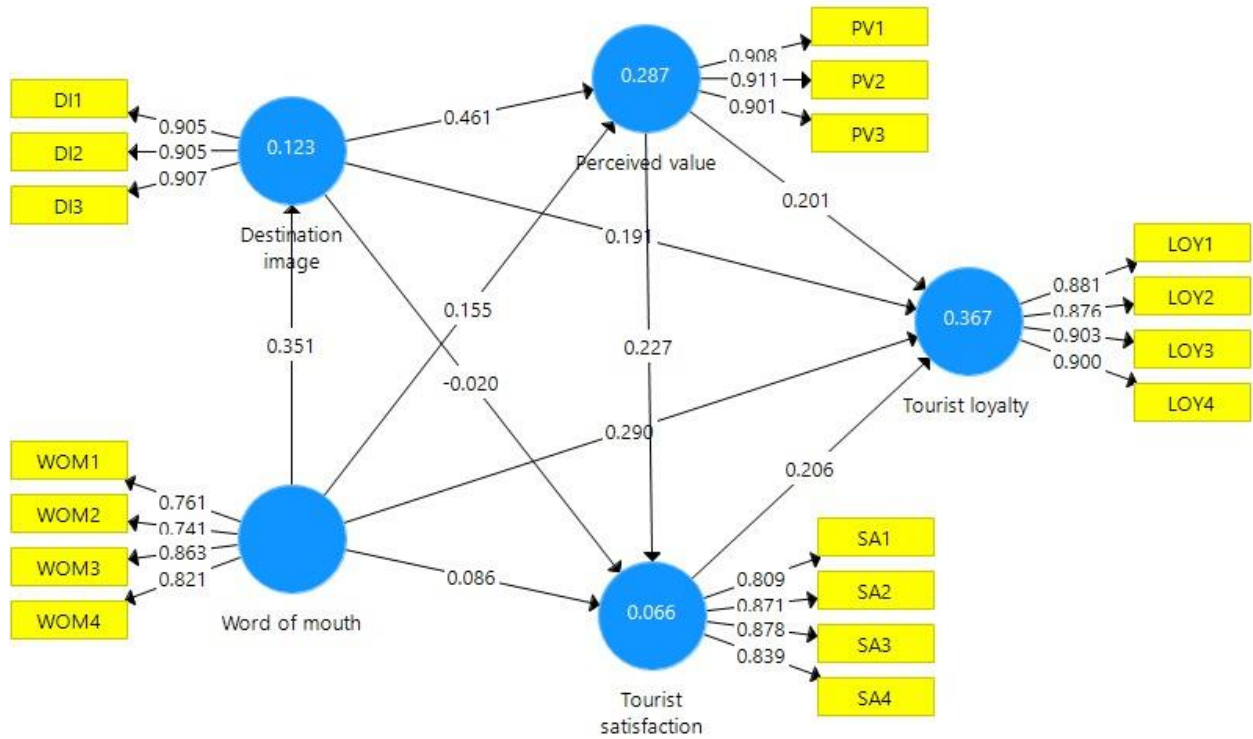 PV1
0.908
0.287
PV2
0.911
0.901
PV3
Perceived value
DI1
0.905
DI2
0.905
0.907
DI3
0.123
Destination
image
0.461
0.201
0.191
0.155
0.351
-0.020
0.227
LOY1
0.881
LOY2
0.876
0.903
LOY3
0.900
LOY4
0.367
Tourist loyalty
0.290
0.206
WOM1
0.761
WOM2
0.741
0.863
WOM3
0.821
WOM4
Word of mouth
0.086
SA1
0.809
SA2
0.871
0.878
SA3
0.839
SA4
0.066
Tourist
satisfaction